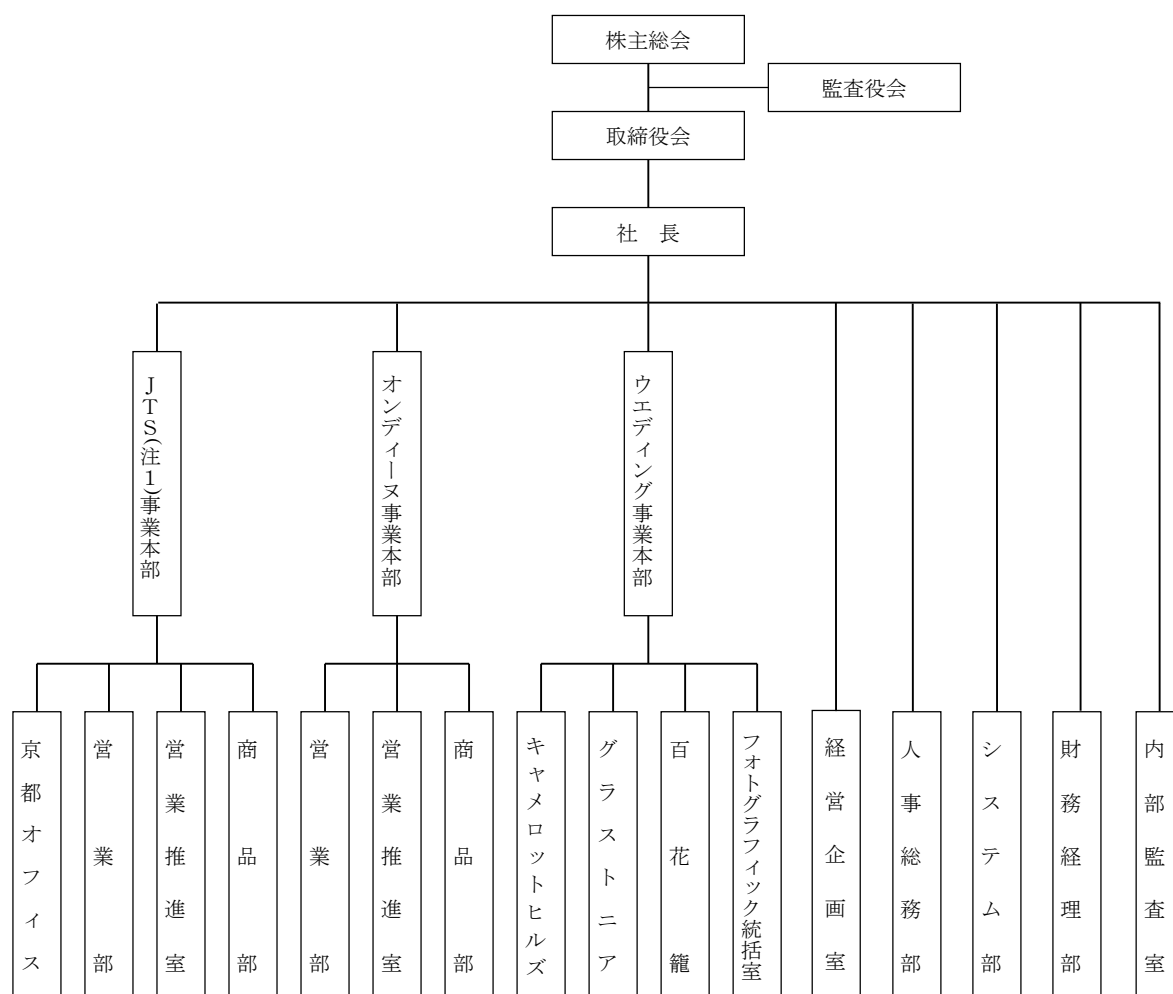 株主総会
監査役会
取締役会
社　長
JTS(注1)事業本部
オンディーヌ事業本部
ウエディング事業本部
京都オフィス
営業部
営業推進室
商品部
営業部
営業推進室
商品部
キャメロットヒルズ
グラストニア
百花籠
フォトグラフィック統括室
経営企画室
人事総務部
システム部
財務経理部
内部監査室